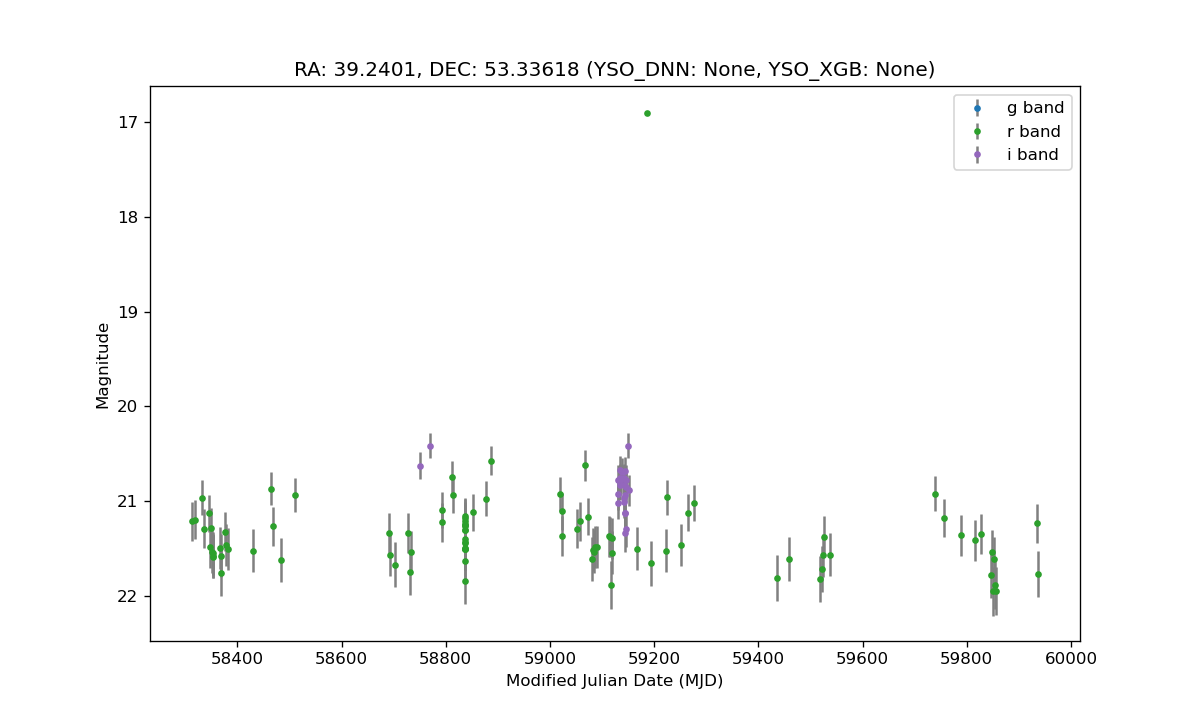 RA: 39.2401, DEC: 53.33618 (YSO_DNN: None, YSO_XGB: None)
g band
r band
i band
17
18
19
20
21
22
Magnitude
58400 58600 58800 59000 59200 59400 59600 59800 60000
Modified Julian Date (MJD)